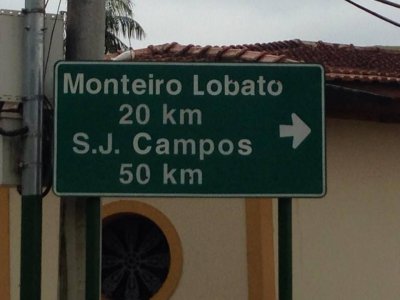 Monteiro Lobato
20 km
S.J. Campos
50 km